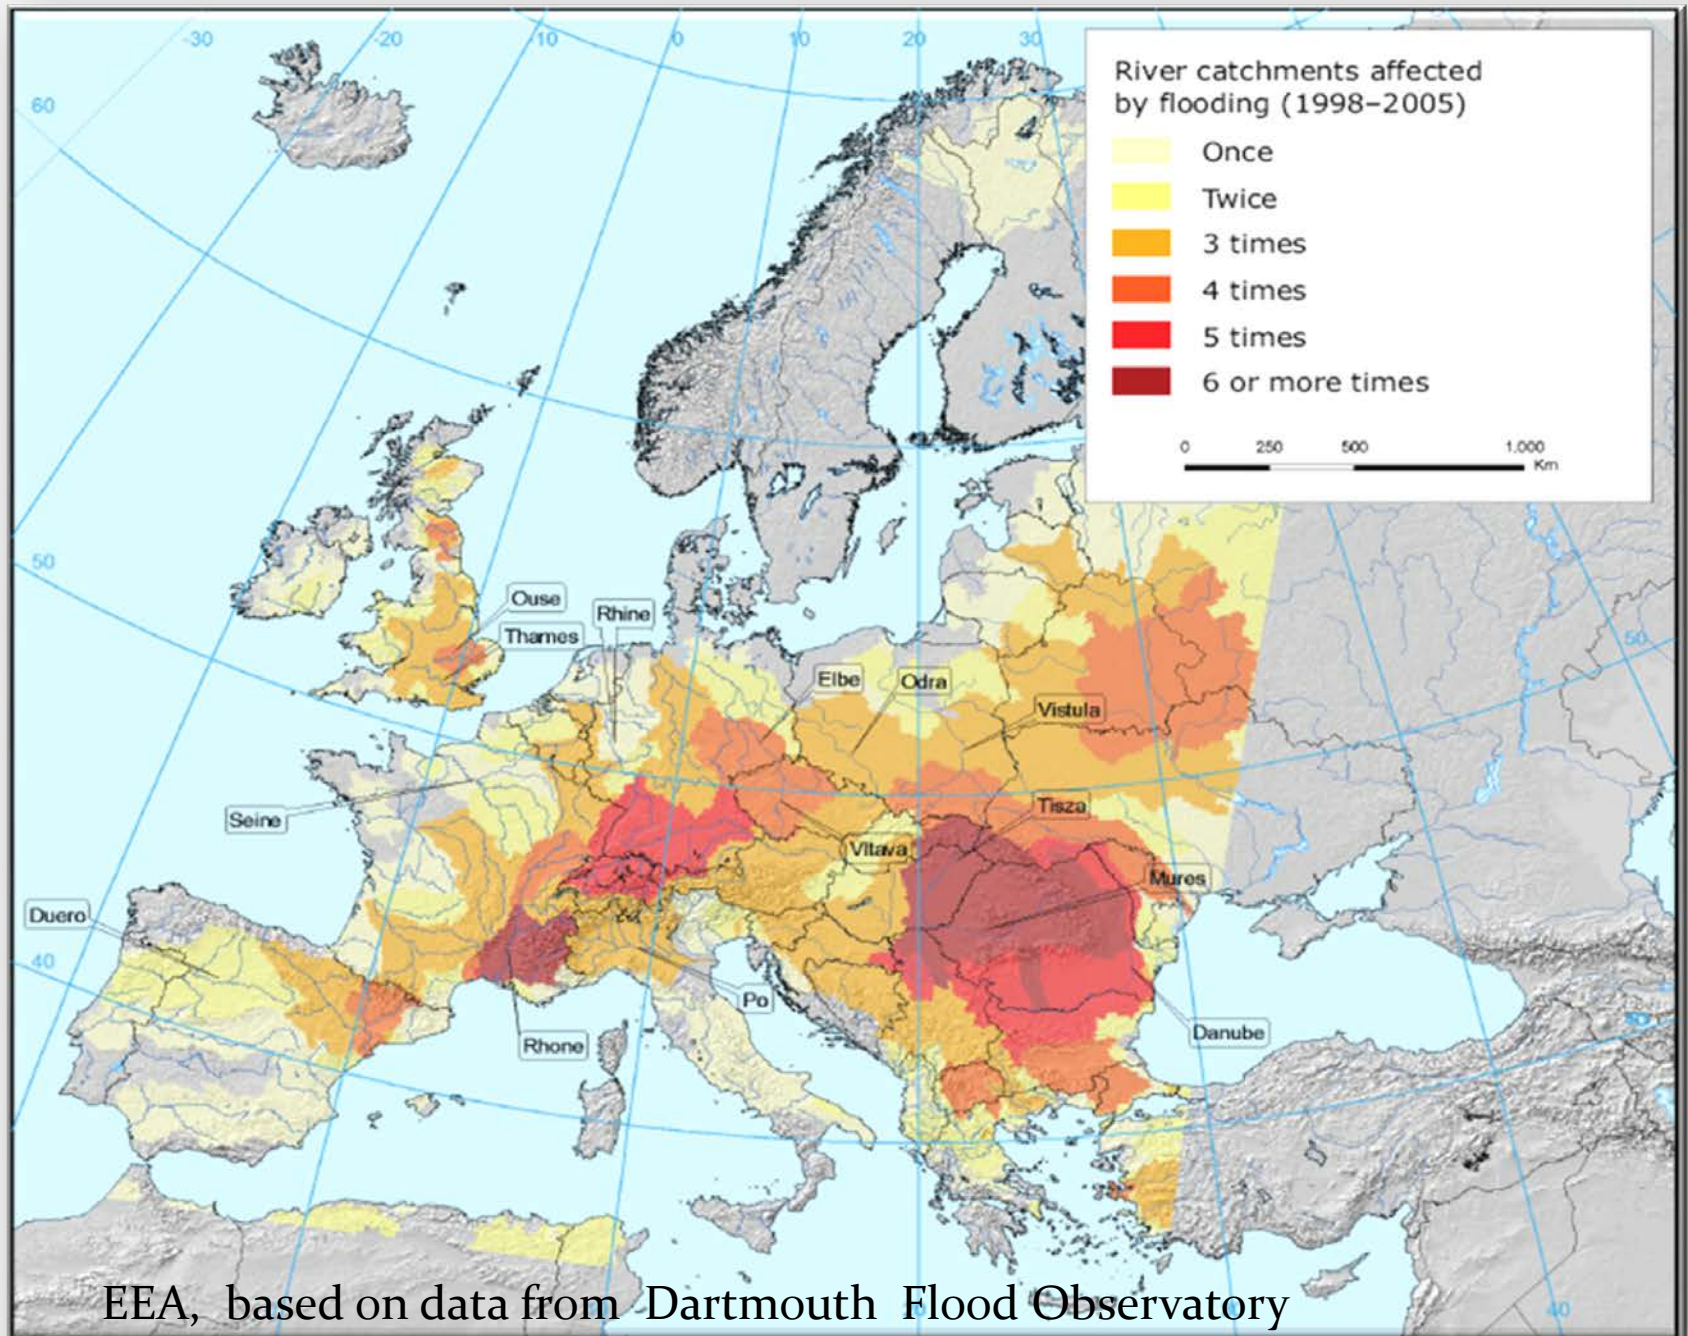 -30
-20
-10
0
10
20
30
60
50
40
50
40
20
River catchments affected
by flooding (1998–2005)
Once
Twice
3 times
4 times
5 times
6 or more times
0 250 500 1,000
Km
Ouse
Thames
Rhine
Elbe
Odra
Vistula
Seine
Tisza
Vltava
Mures
Duero
Po
Rhone
Danube
EEA, based on data from Dartmouth Flood Observatory